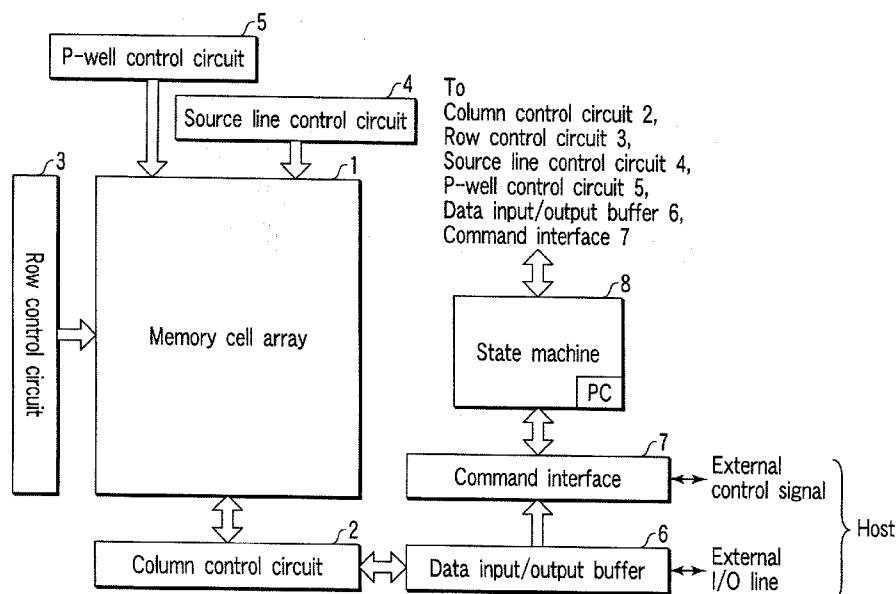 5
P-well control circuit
4
Source line control circuit
To
Column control circuit 2,
Row control circuit 3,
Source line control circuit 4,
P-well control circuit 5,
Data input/output buffer 6,
Command interface 7
3
Row control circuit
1
Memory cell array
8
State machine
PC
7
Command interface
External
control signal
Host
2
Column control circuit
6
Data input/output buffer
External
I/O line